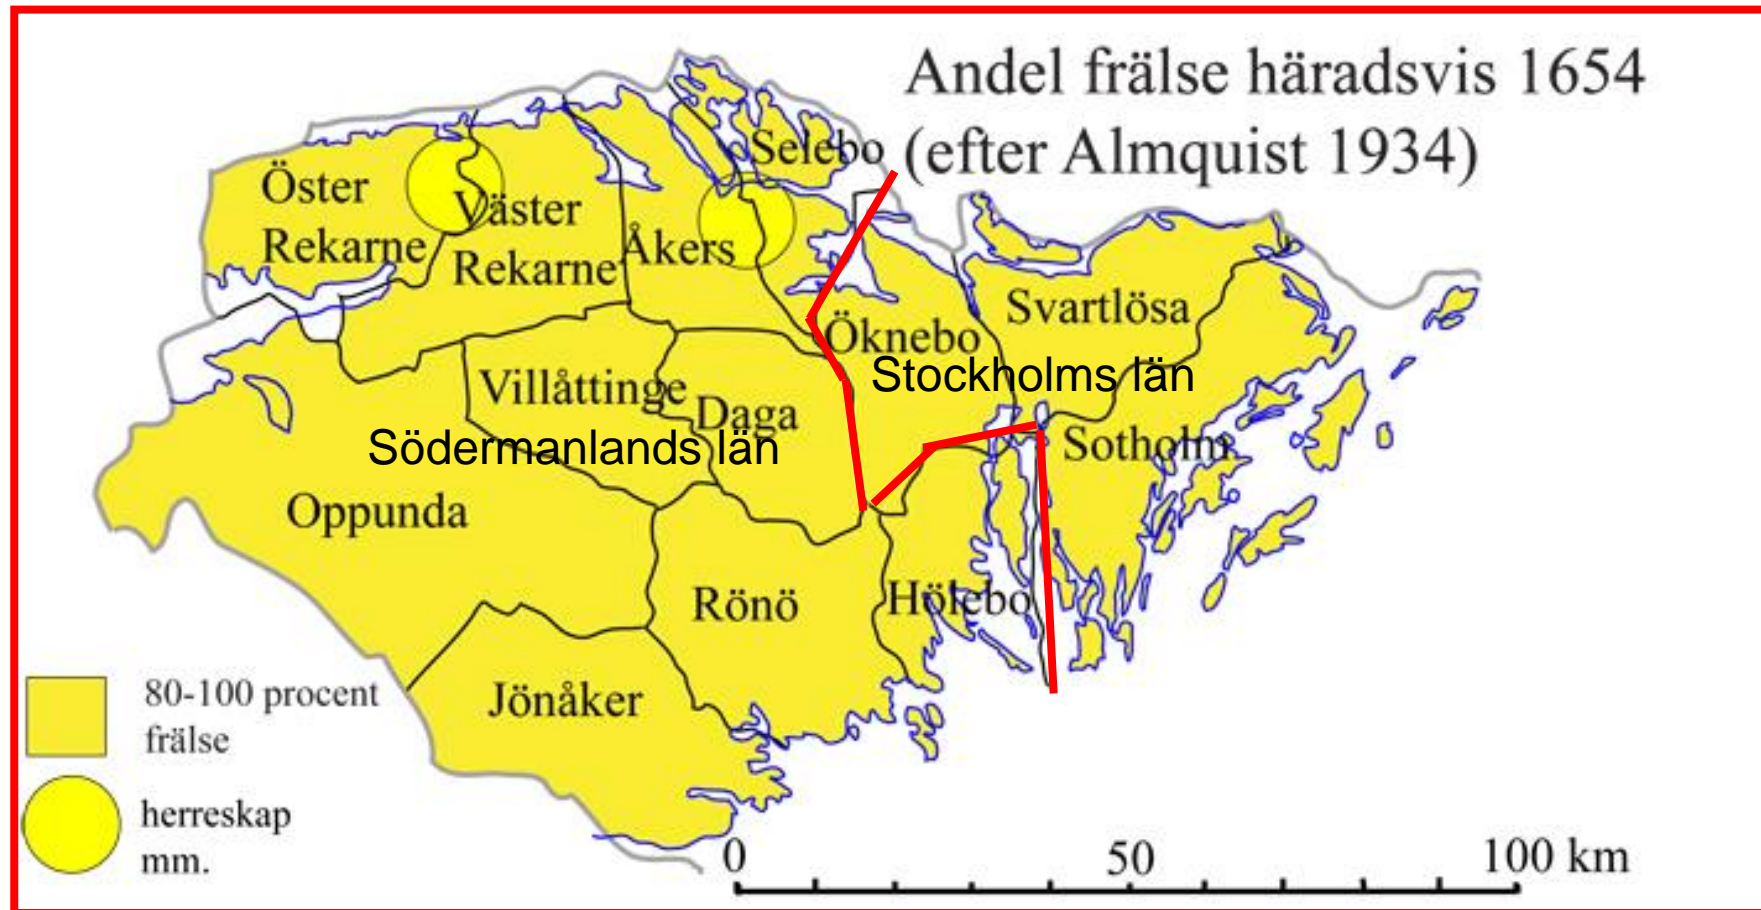 Andel frälse häradsvis 1654
(efter Almquist 1934)
Selebo
Öster
Rekarne
Väster
Rekarne
Åkers
Svartlösa
Öknebo
Stockholms län
Villåttinge
Daga
Södermanlands län
Sotholm
Oppunda
Rönö
Hölebo
Jönåker
80-100 procent
frälse
herreskap
mm.
0
50
100 km